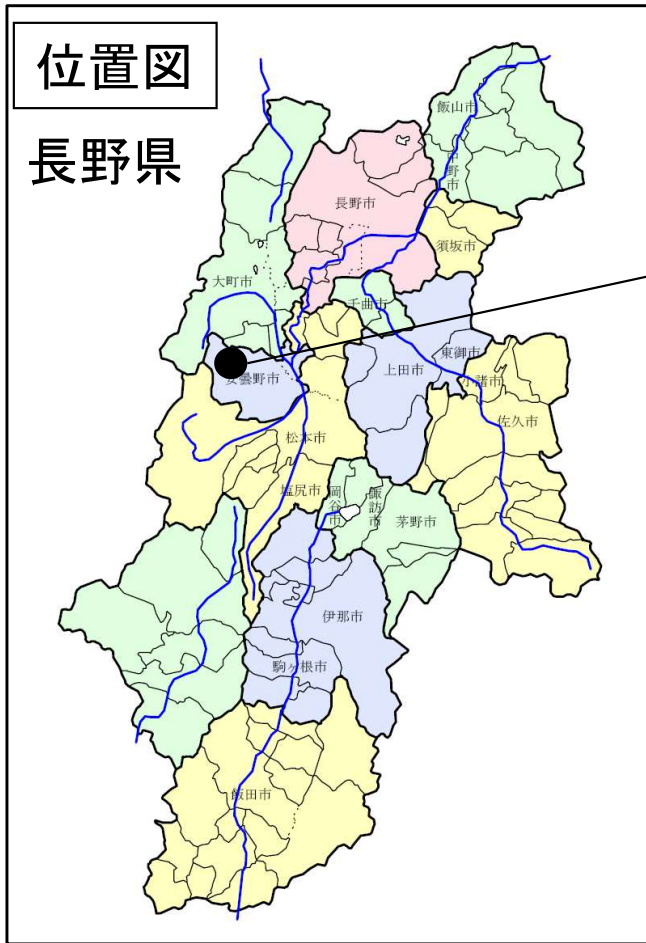 位置図
長野県
飯山市
中野市
長野市
須坂市
大町市
千曲市
東御市
上田市
小諸市
安曇野市
佐久市
松本市
塩尻市
岡谷市
諏訪市
茅野市
伊那市
駒ヶ根市
飯田市